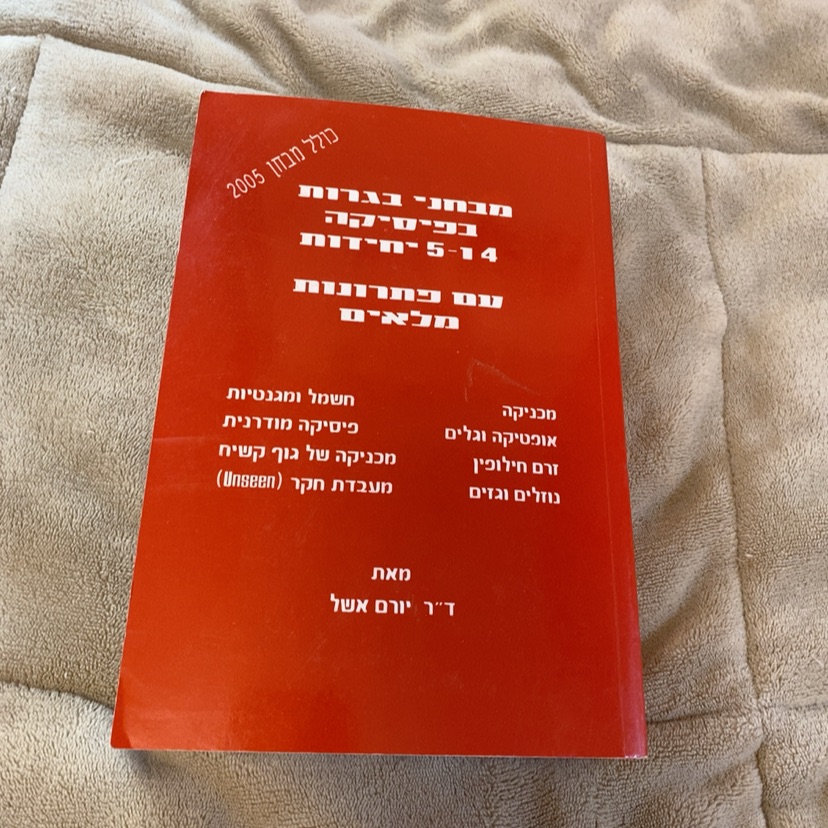 כולל מבחן 2005
מבחני בגרות
בפיסיקה
4 ו-5 יחידות
עם פתרונות
מלאים
מכניקה
אופטיקה וגלים
זרם חילופין
נוזלים וגזים
חשמל ומגנטיות
פיסיקה מודרנית
מכניקה של גוף קשיח
מעבדת חקר (Unseen)
מאת
ד״ר יורם אשל